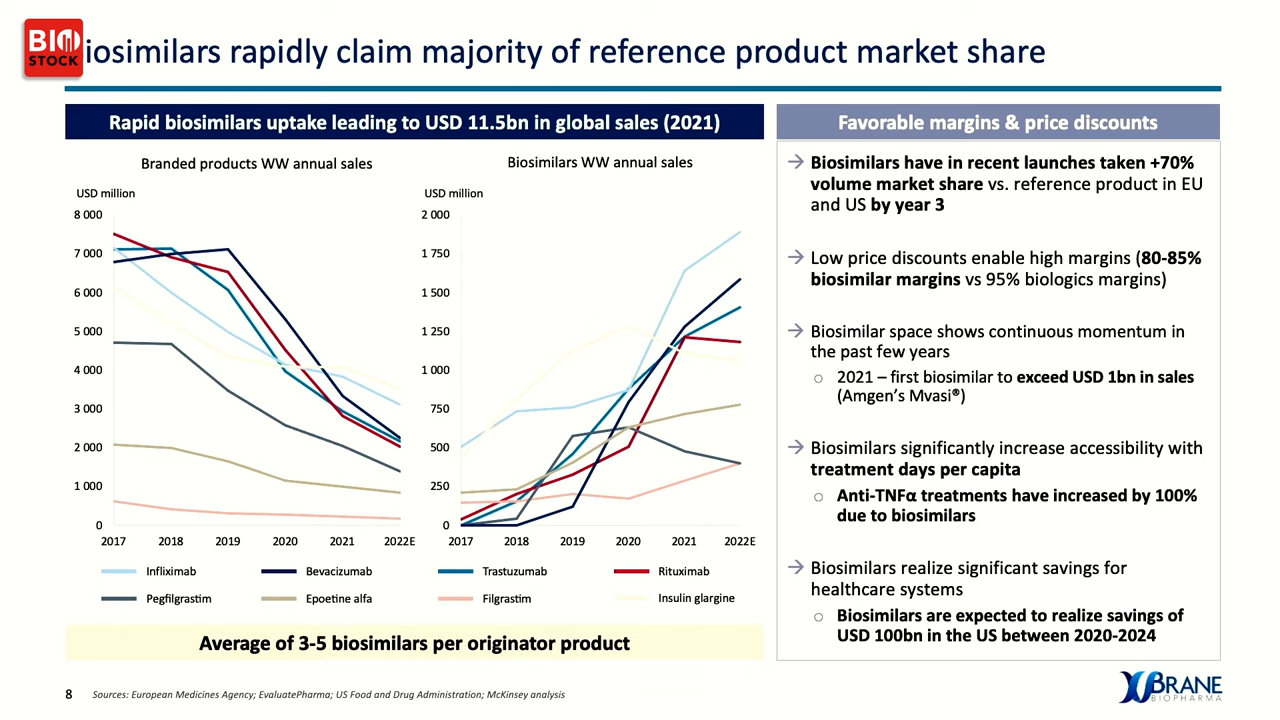 BIO
STOCK
iosimilars rapidly claim majority of reference product market share
Rapid biosimilars uptake leading to USD 11.5bn in global sales (2021)
Branded products WW annual sales
USD million
8 000
7 000
6 000
5 000
4 000
3 000
2 000
1 000
0
2017 2018 2019 2020 2021 2022E
Biosimilars WW annual sales
USD million
2 000
1 750
1 500
1 250
1 000
750
500
250
0
2017 2018 2019 2020 2021 2022E
Infliximab Bevacizumab Trastuzumab Rituximab
Pegfilgrastim Epoetine alfa Filgrastim Insulin glargine
Average of 3-5 biosimilars per originator product
Favorable margins & price discounts
→ Biosimilars have in recent launches taken +70%
volume market share vs. reference product in EU
and US by year 3
→ Low price discounts enable high margins (80-85%
biosimilar margins vs 95% biologics margins)
→ Biosimilar space shows continuous momentum in
the past few years
○ 2021 – first biosimilar to exceed USD 1bn in sales
(Amgen's Mvasi®)
→ Biosimilars significantly increase accessibility with
treatment days per capita
○ Anti-TNFα treatments have increased by 100%
due to biosimilars
→ Biosimilars realize significant savings for
healthcare systems
○ Biosimilars are expected to realize savings of
USD 100bn in the US between 2020-2024
8 Sources: European Medicines Agency; EvaluatePharma; US Food and Drug Administration; McKinsey analysis
XBRANE
BIOPHARMA